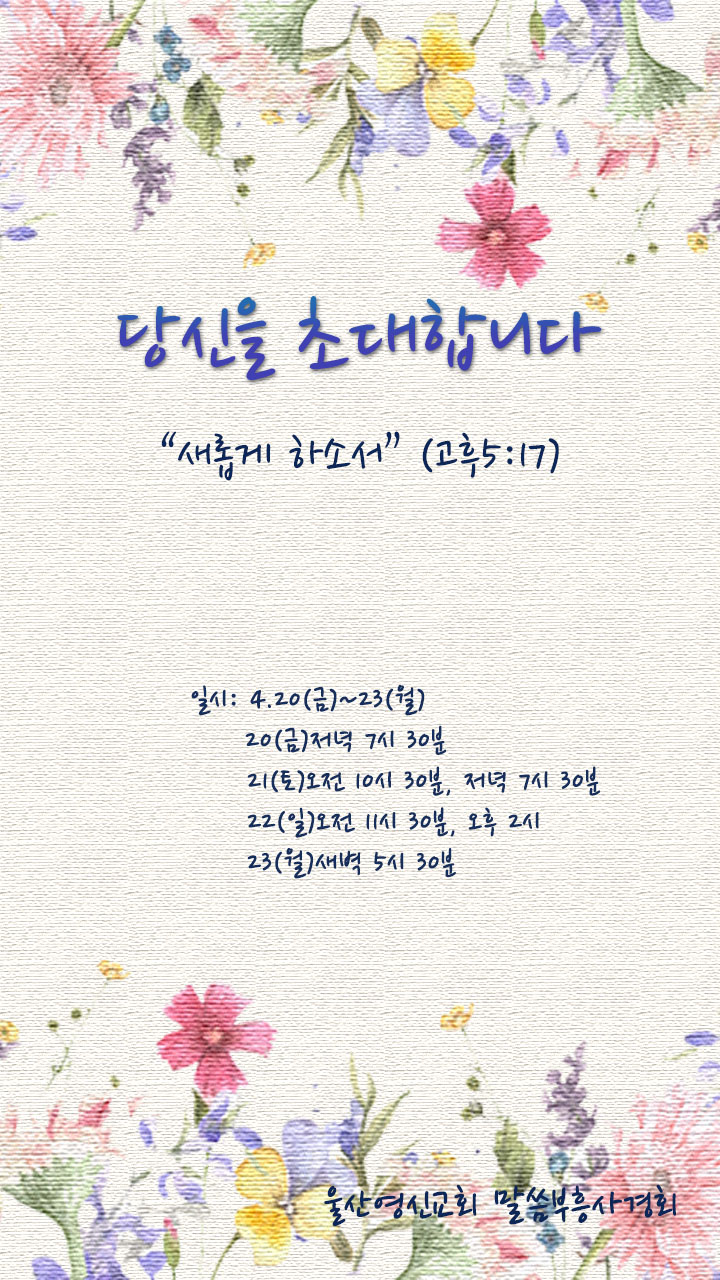 당신을 초대합니다
“새롭게 하소서” (고후5:17)
일시: 4.20(금)~23(월)
20(금)저녁 7시 30분
21(토)오전 10시 30분, 저녁 7시 30분
22(일)오전 11시 30분, 오후 2시
23(월)새벽 5시 30분
울산영신교회 말씀부흥사경회